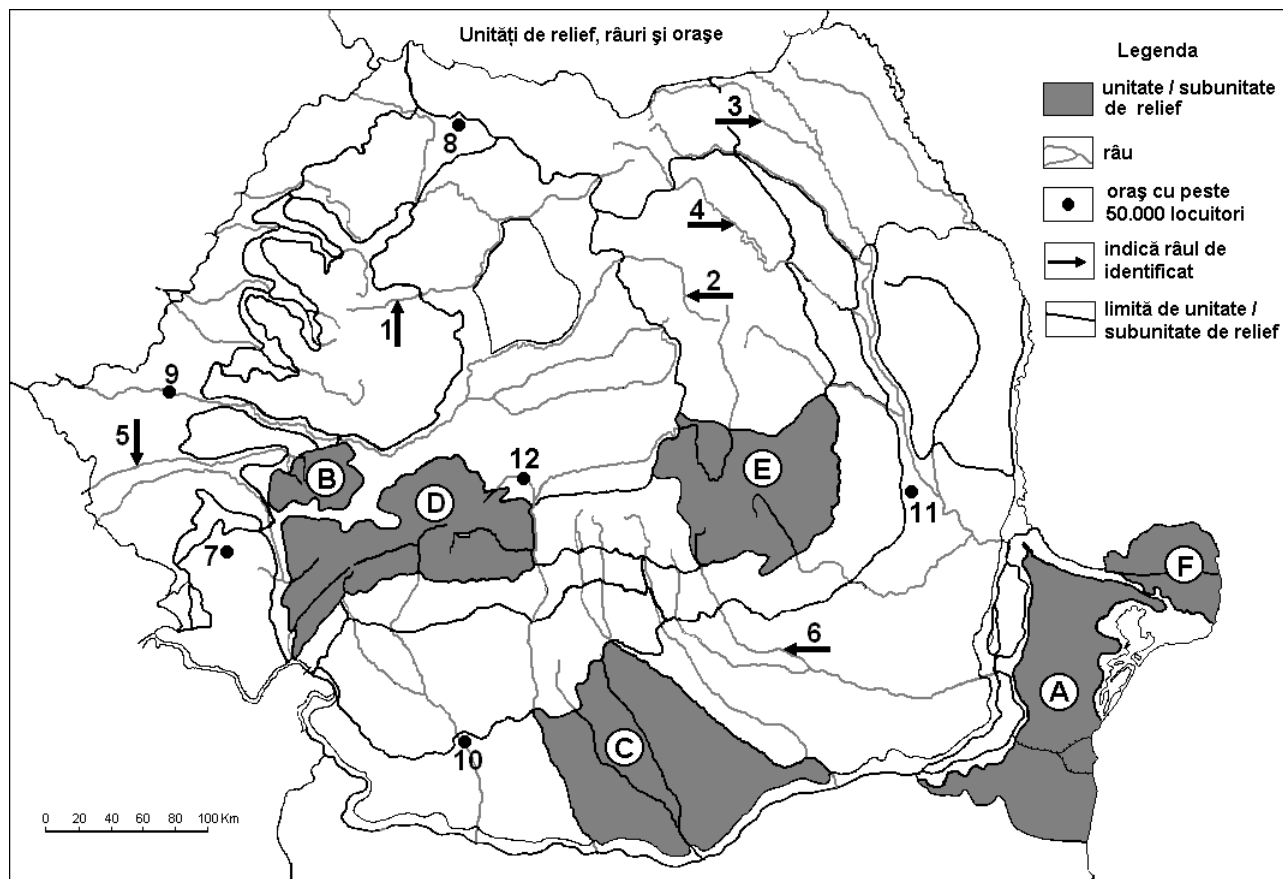 Unități de relief, râuri şi oraşe
Legenda
unitate / subunitate
de relief
râu
oraş cu peste
50.000 locuitori
indică râul de
identificat
limită de unitate /
subunitate de relief
3
8
4
2
1
9
5
12
B
D
E
11
7
F
6
A
C
10
0 20 40 60 80 100 Km